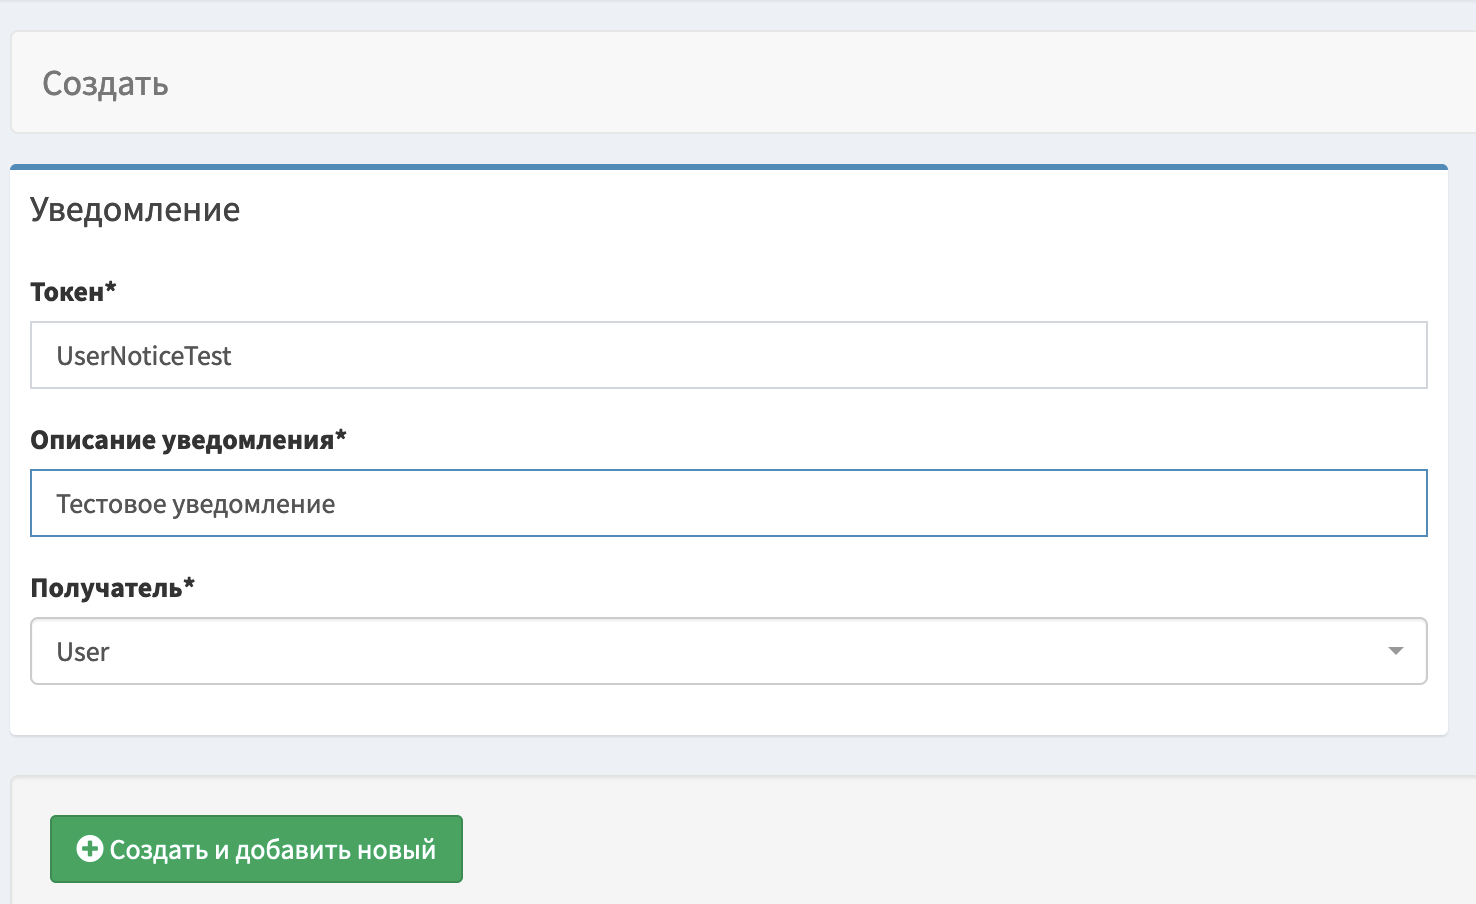 Создать
Уведомление
Токен*
UserNoticeTest
Описание уведомления*
Тестовое уведомление
Получатель*
User
Создать и добавить новый